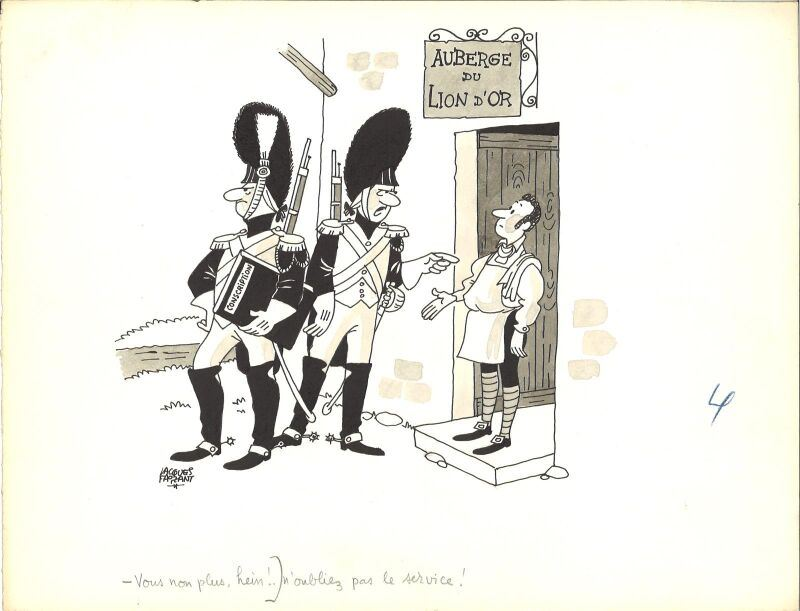 AUBERGE
DU
LION D'OR
CONSCRIPTION
4
JACQUES
FAIZANT
– Vous non plus, hein !..) n'oubliez pas le service !